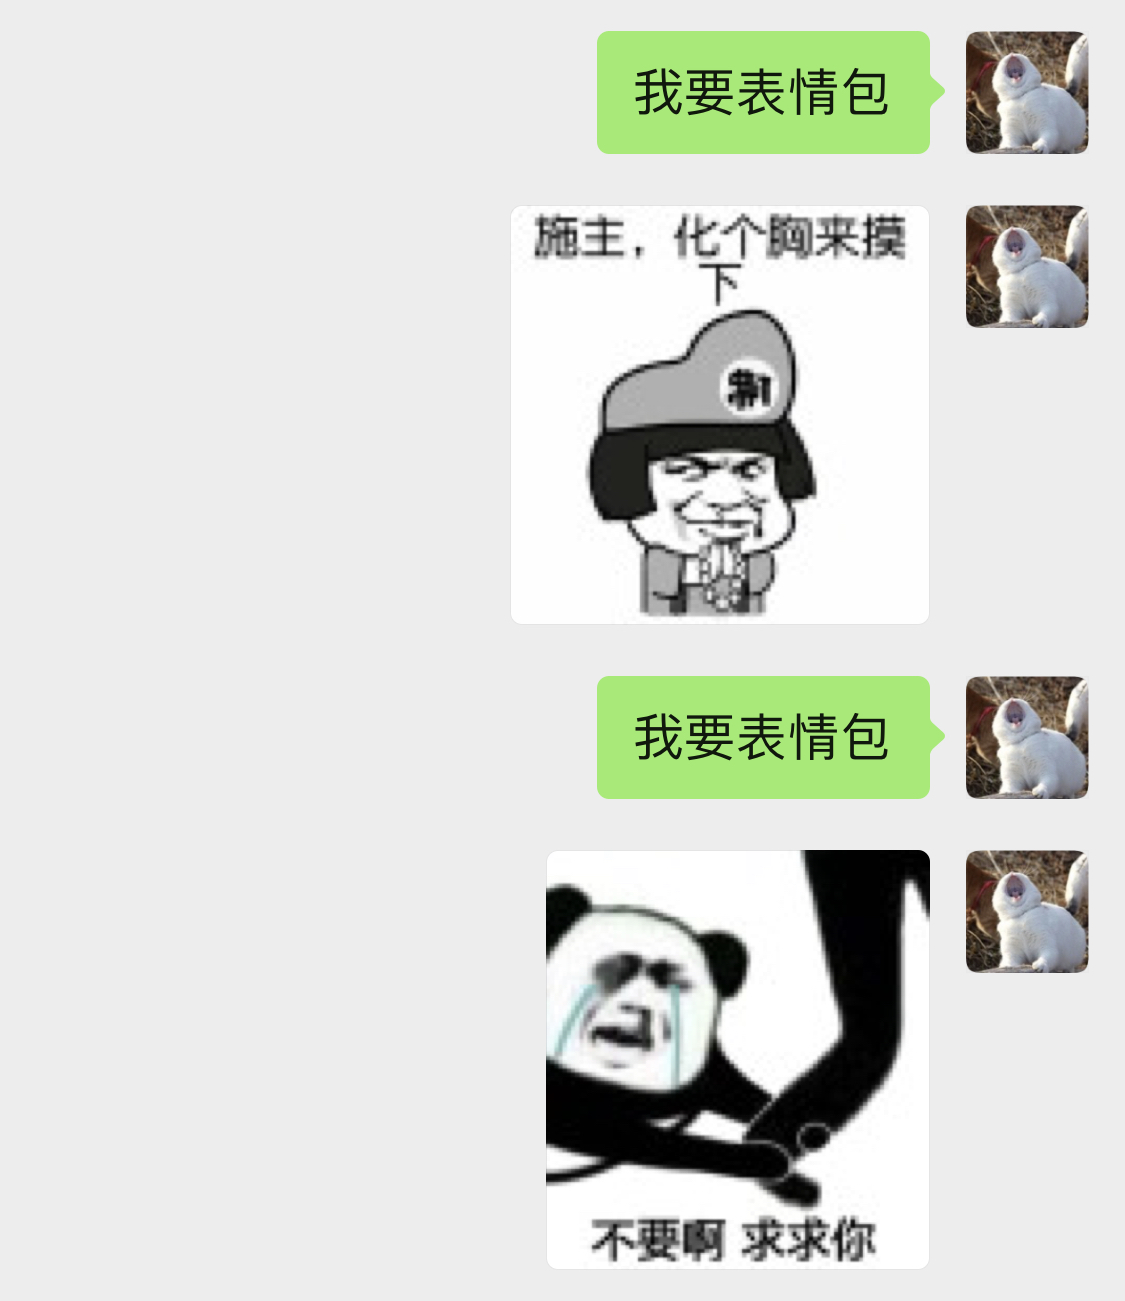 我要表情包
施主，化个胸来摸
下
我要表情包
不要啊 求求你